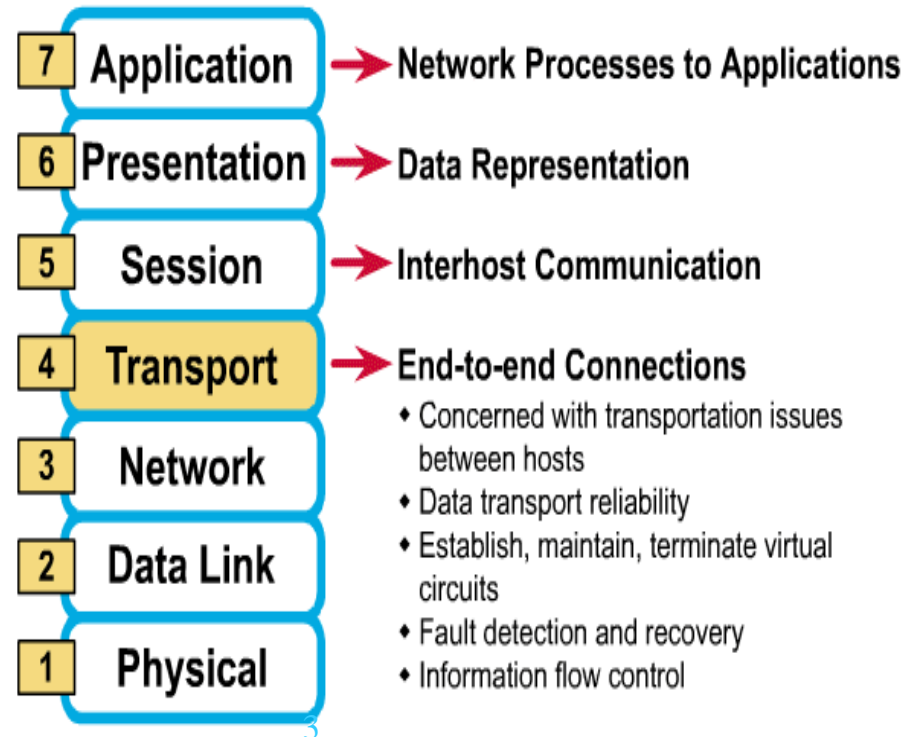 7 Application Network Processes to Applications
6 Presentation Data Representation
5 Session Interhost Communication
4 Transport End-to-end Connections
• Concerned with transportation issues
between hosts
3 Network
• Data transport reliability
• Establish, maintain, terminate virtual
circuits
2 Data Link
• Fault detection and recovery
1 Physical
• Information flow control
3